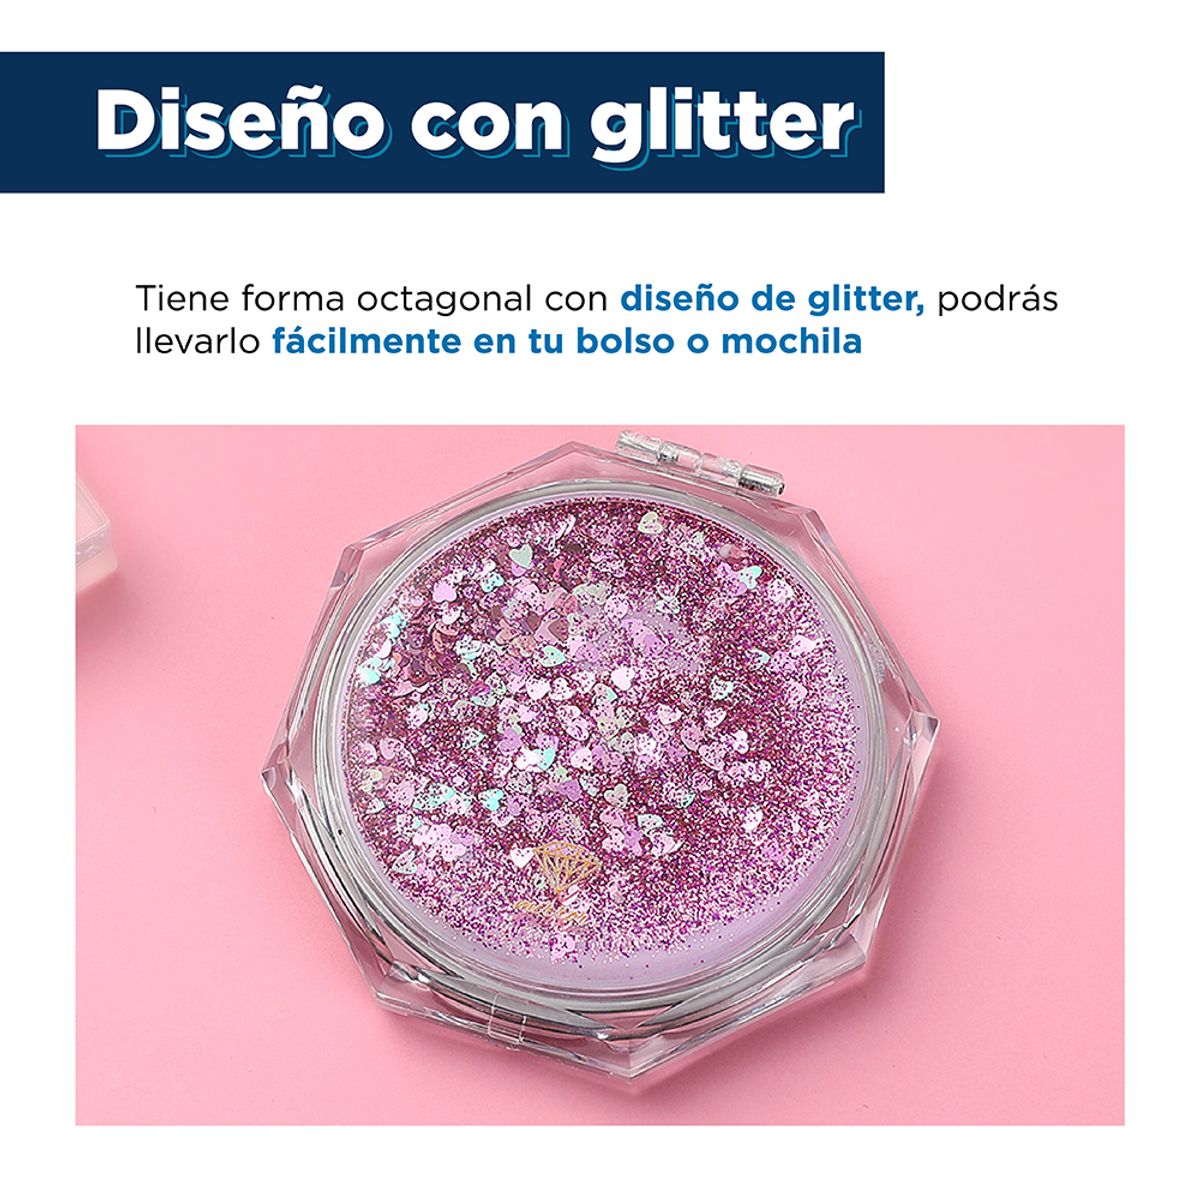 Diseño con glitter
Tiene forma octagonal con diseño de glitter, podrás
llevarlo fácilmente en tu bolso o mochila